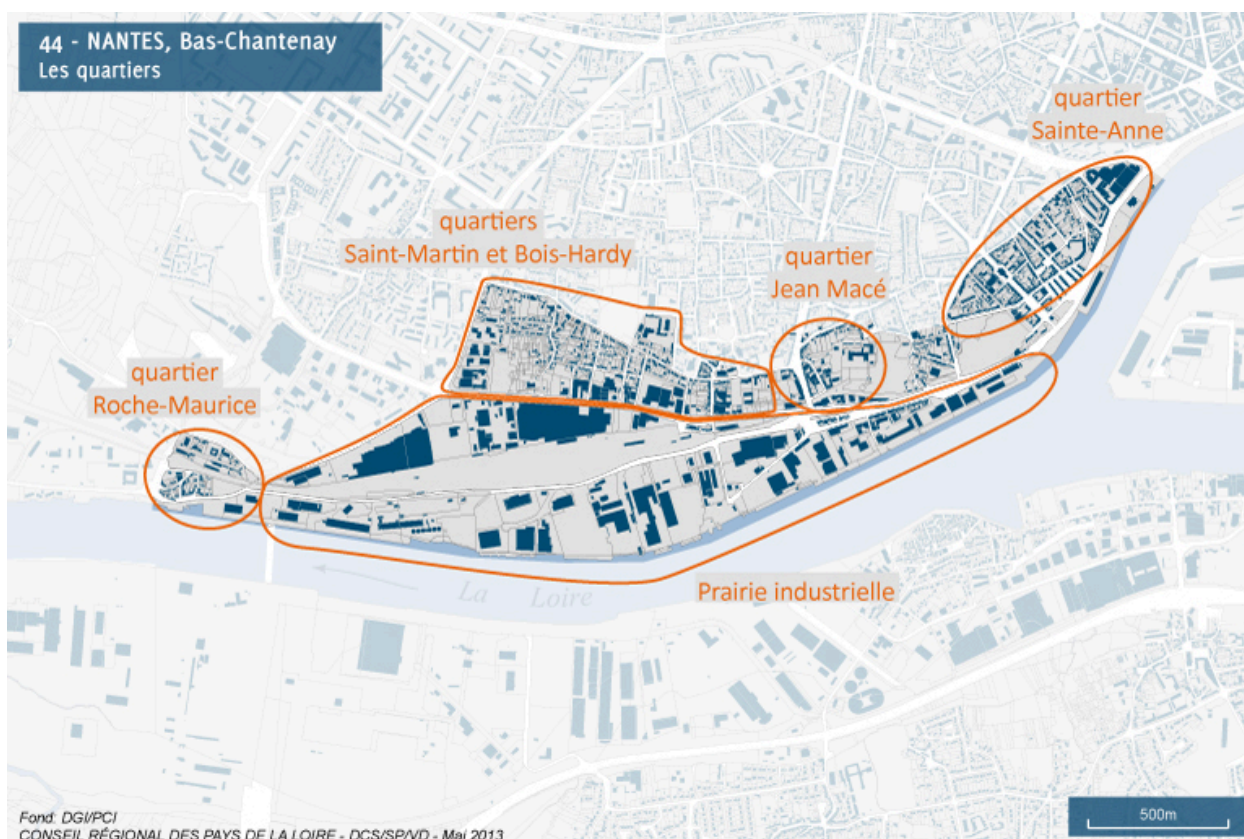 44 - NANTES, Bas-Chantenay
Les quartiers
quartier
Sainte-Anne
quartiers
Saint-Martin et Bois-Hardy
quartier
Jean Macé
quartier
Roche-Maurice
Prairie industrielle
La Loire
500m
Fond: DGI/PCI
CONSEIL RÉGIONAL DES PAYS DE LA LOIRE - DCS/SP/VD - Mai 2013